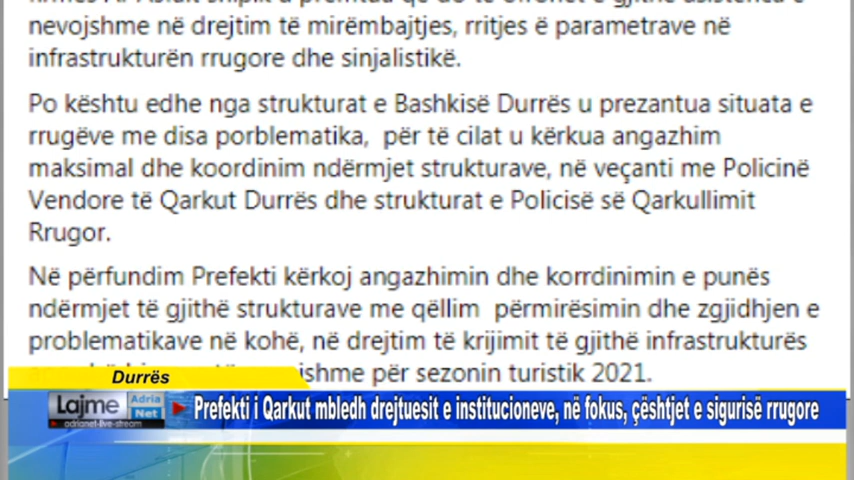 nevojshme në drejtim të mirëmbajtjes, rritjes ë parametrave në
infrastrukturën rrugore dhe sinjalistikë.
Po kështu edhe nga strukturat e Bashkisë Durrës u prezantua situata e
rrugëve me disa porblematika, për të cilat u kërkua angazhim
maksimal dhe koordinim ndërmjet strukturave, në veçanti me Policinë
Vendore të Qarkut Durrës dhe strukturat e Policisë së Qarkullimit
Rrugor.
Në përfundim Prefekti kërkoj angazhimin dhe korrdinimin e punës
ndërmjet të gjithë strukturave me qëllim përmirësimin dhe zgjidhjen e
problematikave në kohë, në drejtim të krijimit të gjithë infrastrukturës
ishme për sezonin turistik 2021.
Durrës
Lajme Adria Net
adrianet-live-stream
Prefekti i Qarkut mbledh drejtuesit e institucioneve, në fokus, çështjet e sigurisë rrugore